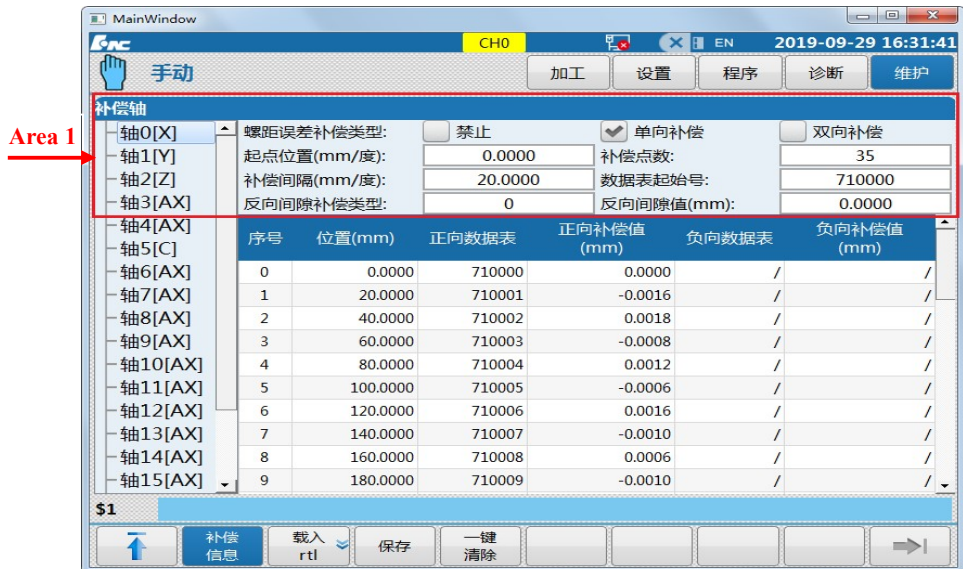 MainWindow
CH0 EN 2019-09-29 16:31:41
手动 加工 设置 程序 诊断 维护
补偿轴
Area 1
轴0[X] 螺距误差补偿类型: 禁止 单向补偿 双向补偿
轴1[Y] 起点位置(mm/度): 0.0000 补偿点数: 35
轴2[Z] 补偿间隔(mm/度): 20.0000 数据表起始号: 710000
轴3[AX] 反向间隙补偿类型: 0 反向间隙值(mm): 0.0000
轴4[AX]
轴5[C]
序号 位置(mm) 正向数据表 正向补偿值(mm) 负向数据表 负向补偿值(mm)
轴6[AX] 0 0.0000 710000 0.0000 / /
轴7[AX] 1 20.0000 710001 -0.0016 / /
轴8[AX] 2 40.0000 710002 0.0018 / /
轴9[AX] 3 60.0000 710003 -0.0008 / /
轴10[AX] 4 80.0000 710004 0.0012 / /
轴11[AX] 5 100.0000 710005 -0.0006 / /
轴12[AX] 6 120.0000 710006 0.0016 / /
轴13[AX] 7 140.0000 710007 -0.0010 / /
轴14[AX] 8 160.0000 710008 0.0006 / /
轴15[AX] 9 180.0000 710009 -0.0010 / /
$1
补偿信息 载入rtl 保存 一键清除